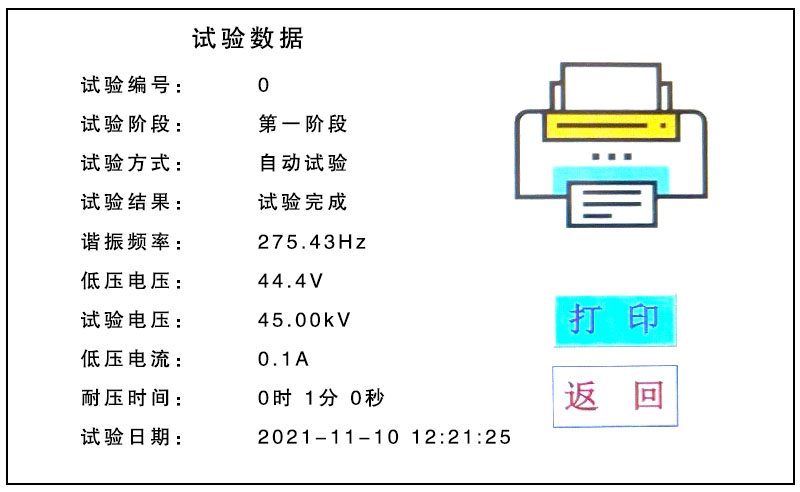 试验数据
试验编号： 0
试验阶段： 第一阶段
试验方式： 自动试验
试验结果： 试验完成
谐振频率： 275.43Hz
低压电压： 44.4V
试验电压： 45.00kV
低压电流： 0.1A
耐压时间： 0时 1分 0秒
试验日期： 2021-11-10 12:21:25
打 印
返 回